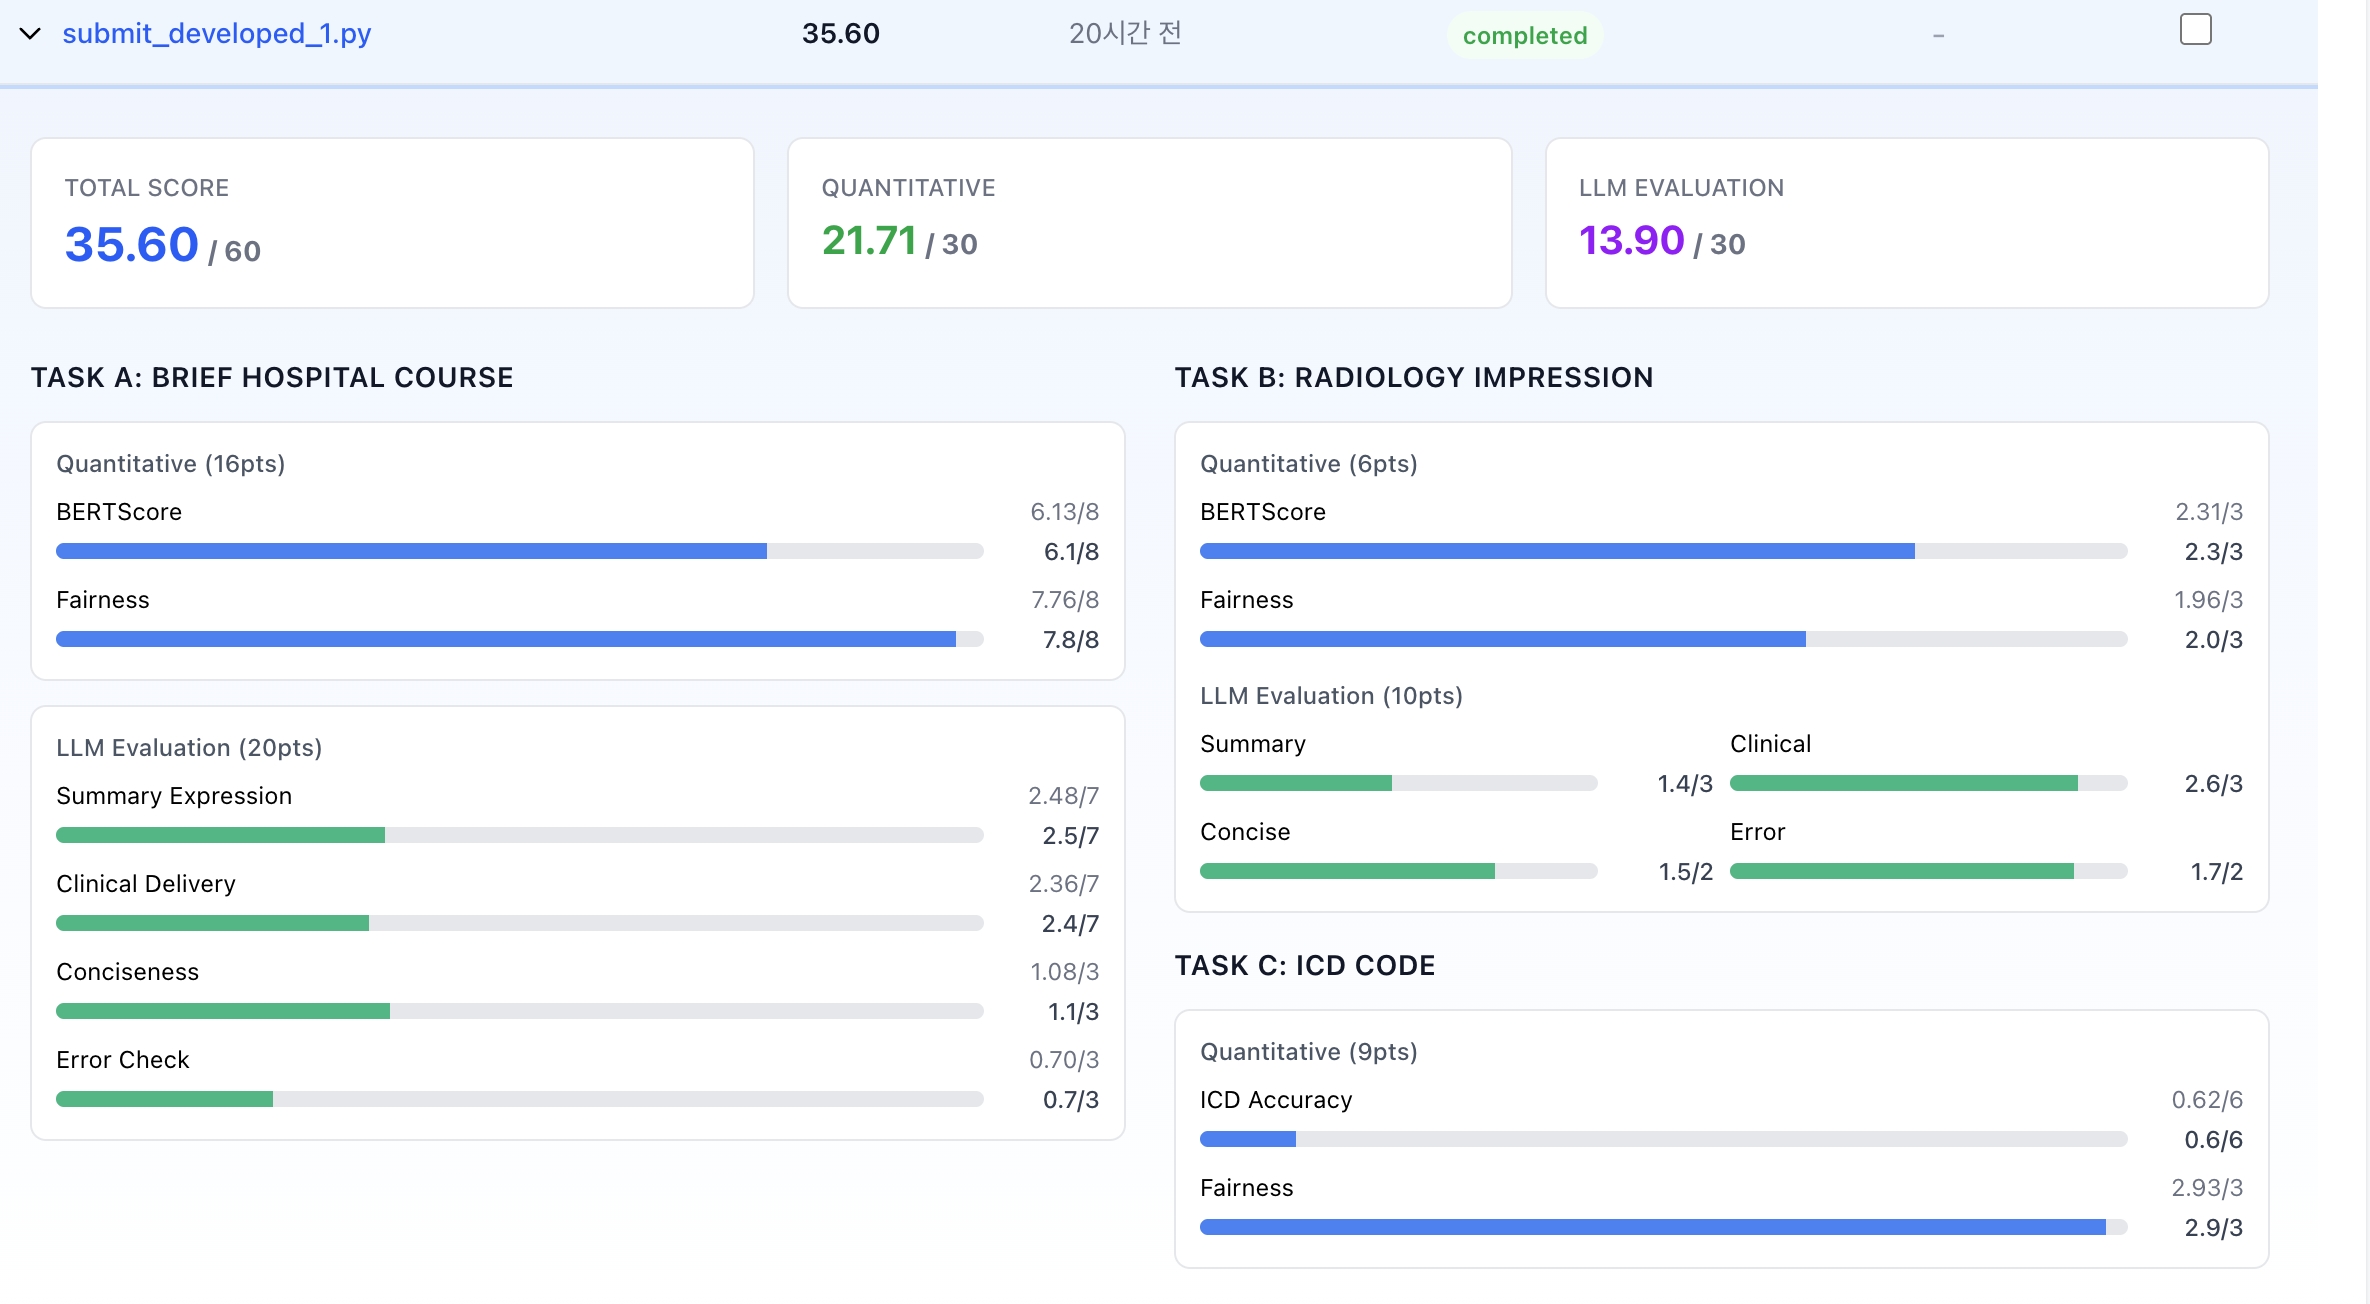 submit_developed_1.py 35.60 20시간 전 completed -
TOTAL SCORE
35.60 / 60
QUANTITATIVE
21.71 / 30
LLM EVALUATION
13.90 / 30
TASK A: BRIEF HOSPITAL COURSE
Quantitative (16pts)
BERTScore 6.13/8
6.1/8
Fairness 7.76/8
7.8/8
LLM Evaluation (20pts)
Summary Expression 2.48/7
2.5/7
Clinical Delivery 2.36/7
2.4/7
Conciseness 1.08/3
1.1/3
Error Check 0.70/3
0.7/3
TASK B: RADIOLOGY IMPRESSION
Quantitative (6pts)
BERTScore 2.31/3
2.3/3
Fairness 1.96/3
2.0/3
LLM Evaluation (10pts)
Summary Clinical
1.4/3 2.6/3
Concise Error
1.5/2 1.7/2
TASK C: ICD CODE
Quantitative (9pts)
ICD Accuracy 0.62/6
0.6/6
Fairness 2.93/3
2.9/3